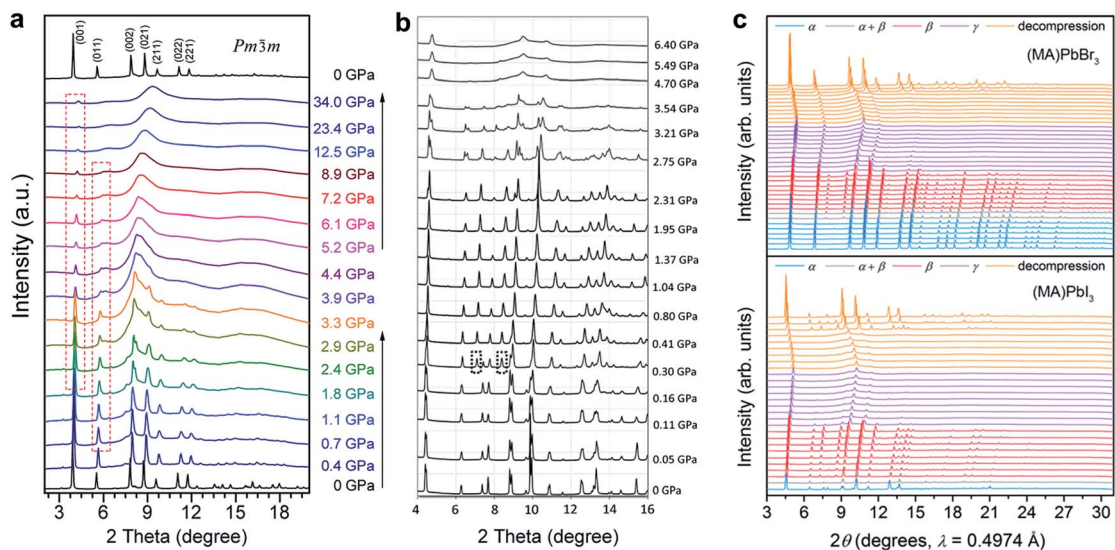 a
(001)
(011)
(002)
(021)
(211)
(022)
(221)
Pm3̄m
0 GPa
34.0 GPa
23.4 GPa
12.5 GPa
8.9 GPa
7.2 GPa
6.1 GPa
5.2 GPa
4.4 GPa
3.9 GPa
3.3 GPa
2.9 GPa
2.4 GPa
1.8 GPa
1.1 GPa
0.7 GPa
0.4 GPa
0 GPa
Intensity (a.u.)
3 6 9 12 15 18
2 Theta (degree)
b
6.40 GPa
5.49 GPa
4.70 GPa
3.54 GPa
3.21 GPa
2.75 GPa
2.31 GPa
1.95 GPa
1.37 GPa
1.04 GPa
0.80 GPa
0.41 GPa
0.30 GPa
0.16 GPa
0.11 GPa
0.05 GPa
0 GPa
4 6 8 10 12 14 16
2 Theta (degree)
c
α α+β β γ decompression
(MA)PbBr3
Intensity (arb. units)
α α+β β γ decompression
(MA)PbI3
Intensity (arb. units)
3 6 9 12 15 18 21 24 27 30
2θ (degrees, λ = 0.4974 Å)